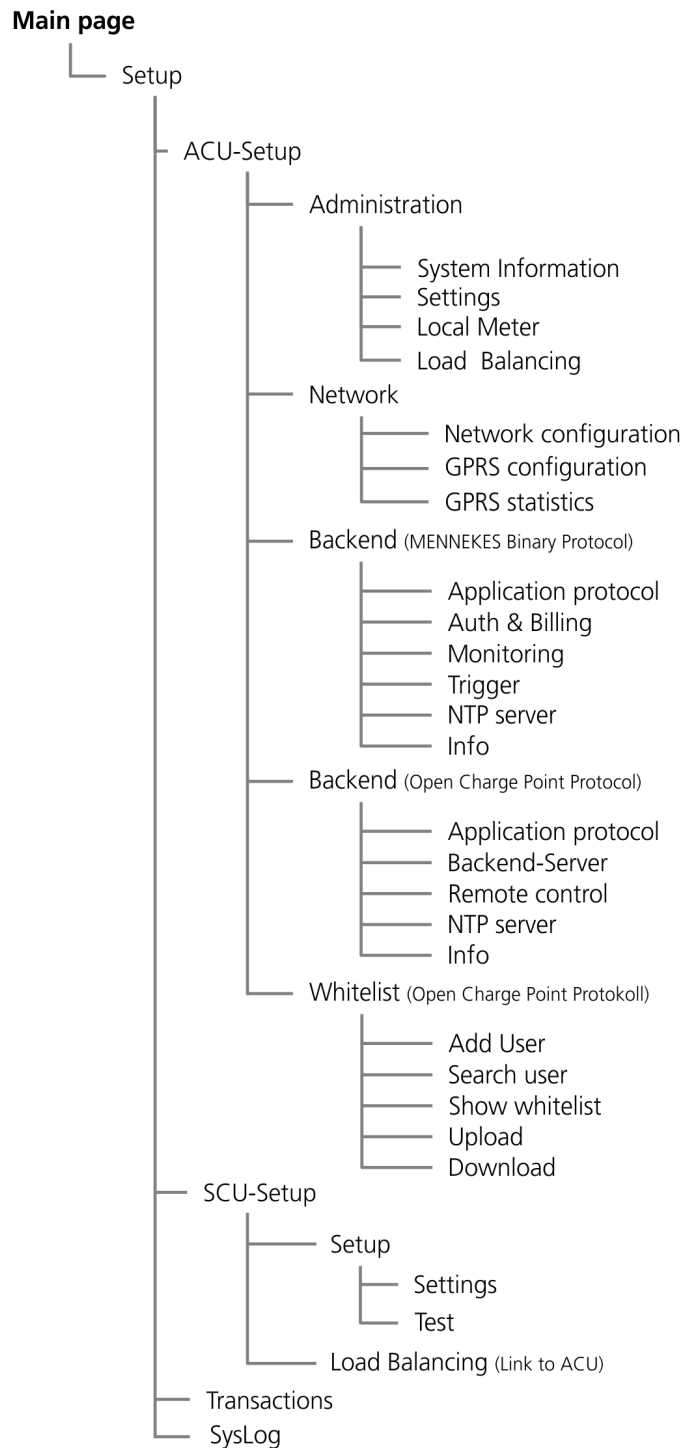 Main page
Setup
ACU-Setup
Administration
System Information
Settings
Local Meter
Load  Balancing
Network
Network configuration
GPRS configuration
GPRS statistics
Backend (MENNEKES Binary Protocol)
Application protocol
Auth & Billing
Monitoring
Trigger
NTP server
Info
Backend (Open Charge Point Protocol)
Application protocol
Backend-Server
Remote control
NTP server
Info
Whitelist (Open Charge Point Protokoll)
Add User
Search user
Show whitelist
Upload
Download
SCU-Setup
Setup
Settings
Test
Load Balancing (Link to ACU)
Transactions
SysLog